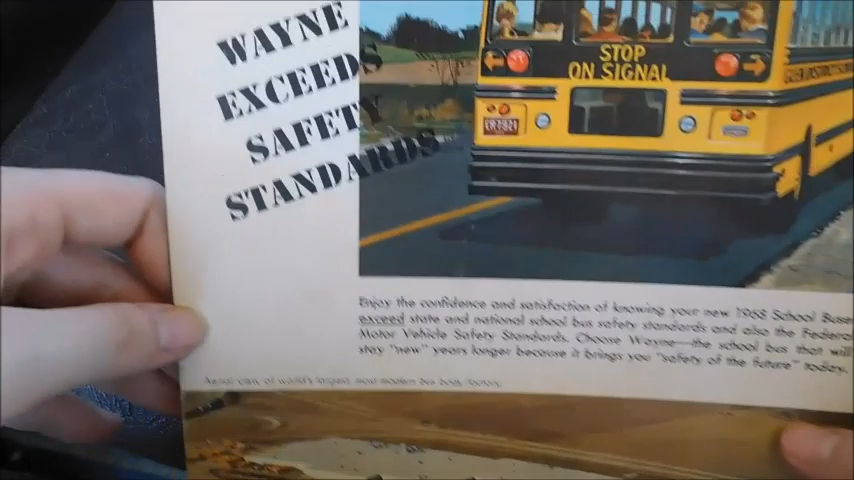 WAYNE
EXCEEDS
SAFETY
STANDARDS
STOP
ON SIGNAL
Enjoy the confidence and satisfaction of knowing your new 1968 School Buses
exceed state and national school bus safety standards and also the Federal
Motor Vehicle Safety Standards. Choose Wayne—the school bus that will
stay "new" years longer because it brings you "safety of the future" today.
Aerial view of world's largest, most modern bus body factory.